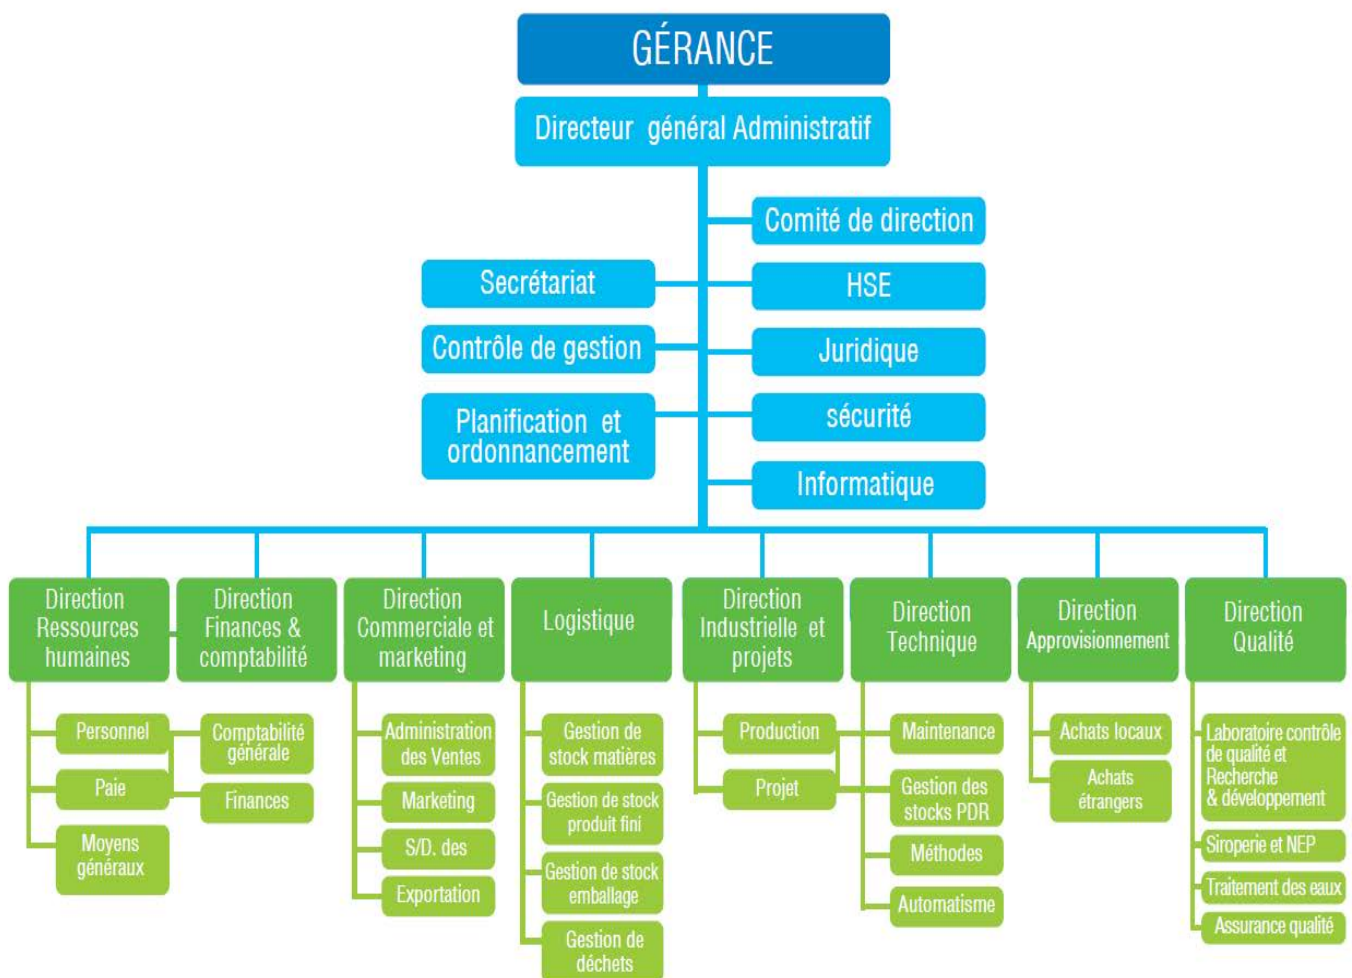 GÉRANCE
Directeur général Administratif
Comité de direction
Secrétariat
HSE
Contrôle de gestion
Juridique
Planification et
ordonnancement
sécurité
Informatique
Direction
Ressources
humaines
Direction
Finances &
comptabilité
Direction
Commerciale et
marketing
Logistique
Direction
Industrielle et
projets
Direction
Technique
Direction
Approvisionnement
Direction
Qualité
Personnel
Paie
Moyens
généraux
Comptabilité
générale
Finances
Administration
des Ventes
Marketing
S/D. des
Exportation
Gestion de
stock matières
Gestion de stock
produit fini
Gestion de stock
emballage
Gestion de
déchets
Production
Projet
Maintenance
Gestion des
stocks PDR
Méthodes
Automatisme
Achats locaux
Achats
étrangers
Laboratoire contrôle
de qualité et
Recherche
& développement
Siroperie et NEP
Traitement des eaux
Assurance qualité